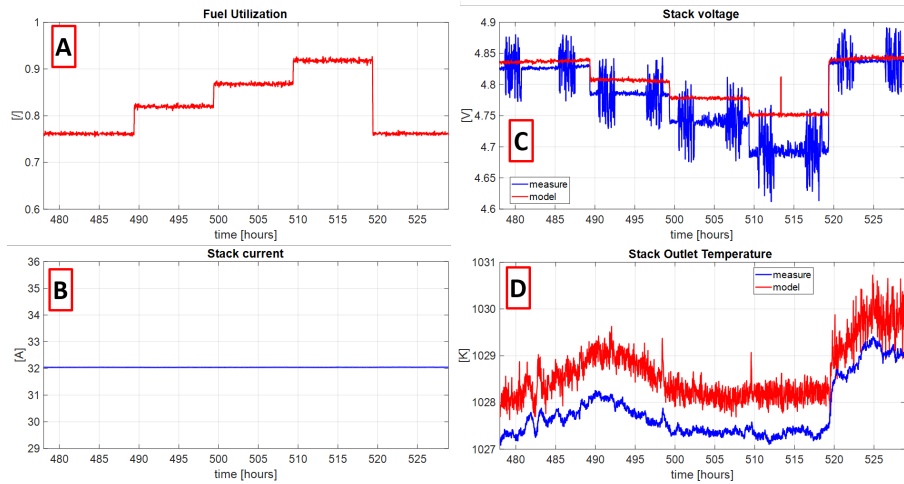 Fuel Utilization
A
1
0.9
0.8
0.7
0.6
[/]
480 485 490 495 500 505 510 515 520 525
time [hours]
Stack voltage
C
4.9
4.85
4.8
4.75
4.7
4.65
4.6
[V]
measure
model
480 485 490 495 500 505 510 515 520 525
time [hours]
Stack current
B
36
35
34
33
32
31
30
29
[A]
480 485 490 495 500 505 510 515 520 525
time [hours]
Stack Outlet Temperature
D
1031
1030
1029
1028
1027
[K]
measure
model
480 485 490 495 500 505 510 515 520 525
time [hours]